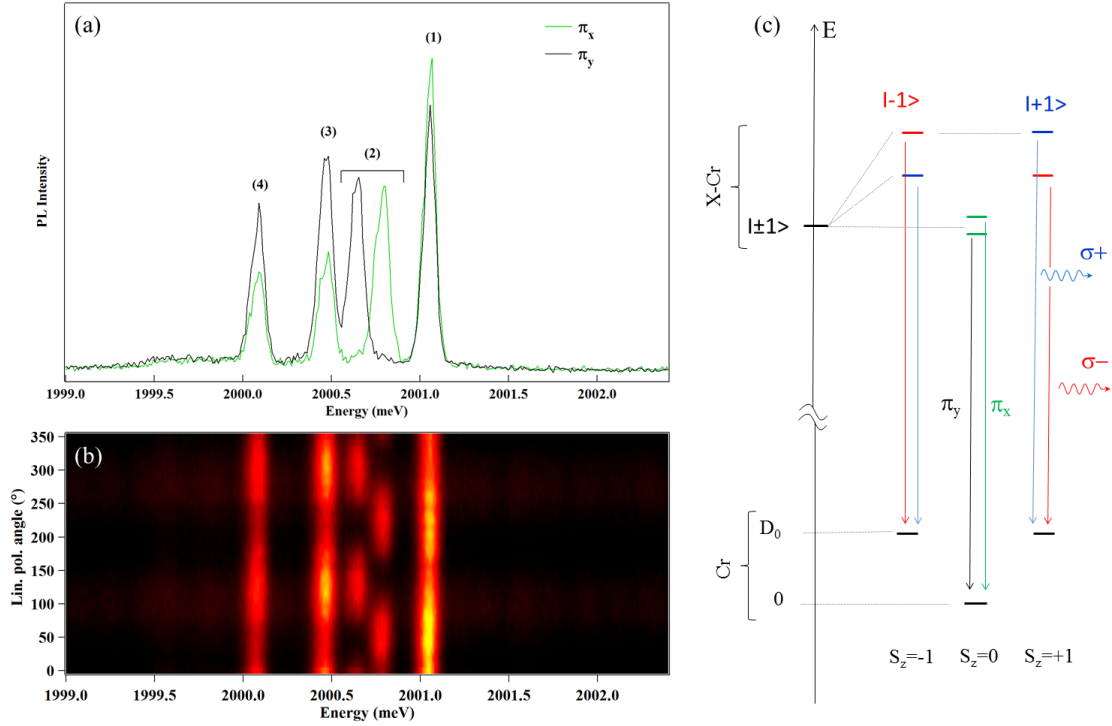 (a)
πx
πy
(1)
(3)
(2)
(4)
PL Intensity
1999.0 1999.5 2000.0 2000.5 2001.0 2001.5 2002.0
Energy (meV)
(b)
Lin. pol. angle (°)
350
300
250
200
150
100
50
0
1999.0 1999.5 2000.0 2000.5 2001.0 2001.5 2002.0
Energy (meV)
(c)
E
|-1> |+1>
X-Cr
|±1>
σ+
σ−
πy πx
Cr
D0
0
Sz=-1 Sz=0 Sz=+1